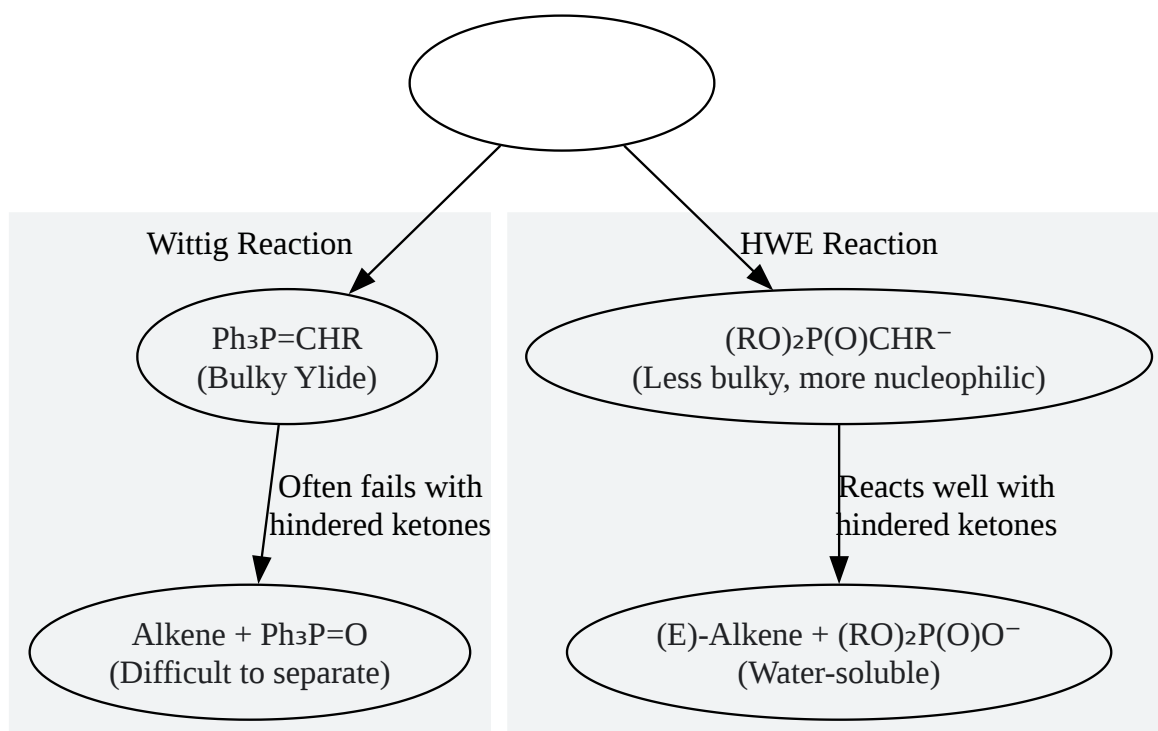 Wittig Reaction
HWE Reaction
Ph₃P=CHR
(Bulky Ylide)
(RO)₂P(O)CHR⁻
(Less bulky, more nucleophilic)
Often fails with
hindered ketones
Reacts well with
hindered ketones
Alkene + Ph₃P=O
(Difficult to separate)
(E)-Alkene + (RO)₂P(O)O⁻
(Water-soluble)